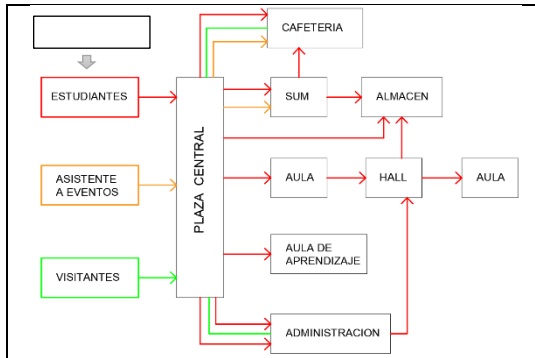 CAFETERIA
ESTUDIANTES
SUM
ALMACEN
PLAZA CENTRAL
ASISTENTE
A EVENTOS
AULA
HALL
AULA
AULA DE
APRENDIZAJE
VISITANTES
ADMINISTRACION